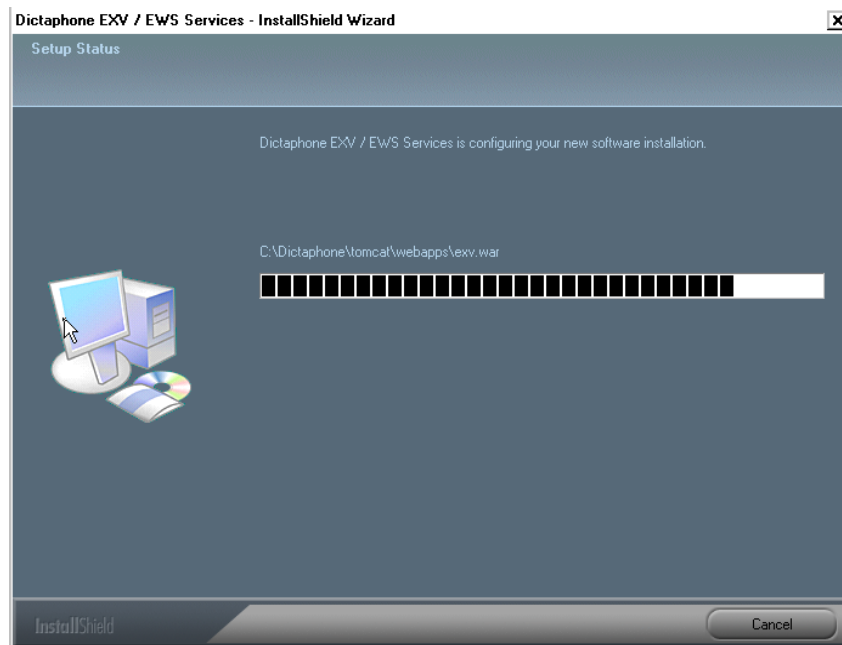 Dictaphone EXV / EWS Services - InstallShield Wizard
Setup Status
Dictaphone EXV / EWS Services is configuring your new software installation.
C:\Dictaphone\tomcat\webapps\exv.war
InstallShield
Cancel